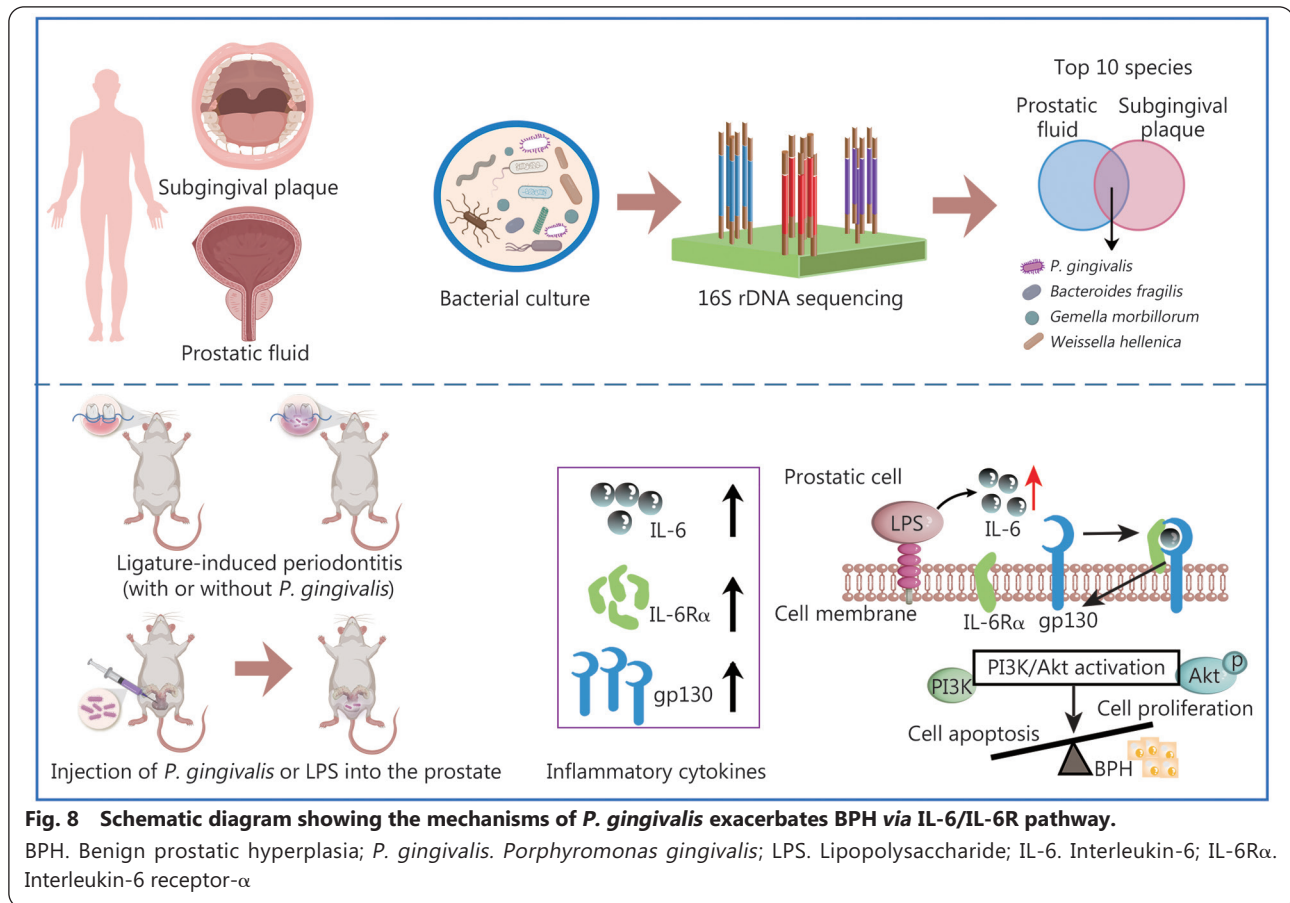 Top 10 species
Prostatic
fluid
Subgingival
plaque
Subgingival plaque
Prostatic fluid
Bacterial culture
16S rDNA sequencing
P. gingivalis
Bacteroides fragilis
Gemella morbillorum
Weissella hellenica
Ligature-induced periodontitis
(with or without P. gingivalis)
Injection of P. gingivalis or LPS into the prostate
? ? ? ? ?
IL-6
IL-6Rα
gp130
Inflammatory cytokines
Prostatic cell
LPS
? ? ? ? ?
IL-6
?
Cell membrane
IL-6Rα
gp130
PI3K
PI3K/Akt activation
Akt
p
Cell proliferation
Cell apoptosis
BPH
Fig. 8 Schematic diagram showing the mechanisms of P. gingivalis exacerbates BPH via IL-6/IL-6R pathway.
BPH. Benign prostatic hyperplasia; P. gingivalis. Porphyromonas gingivalis; LPS. Lipopolysaccharide; IL-6. Interleukin-6; IL-6Rα.
Interleukin-6 receptor-α